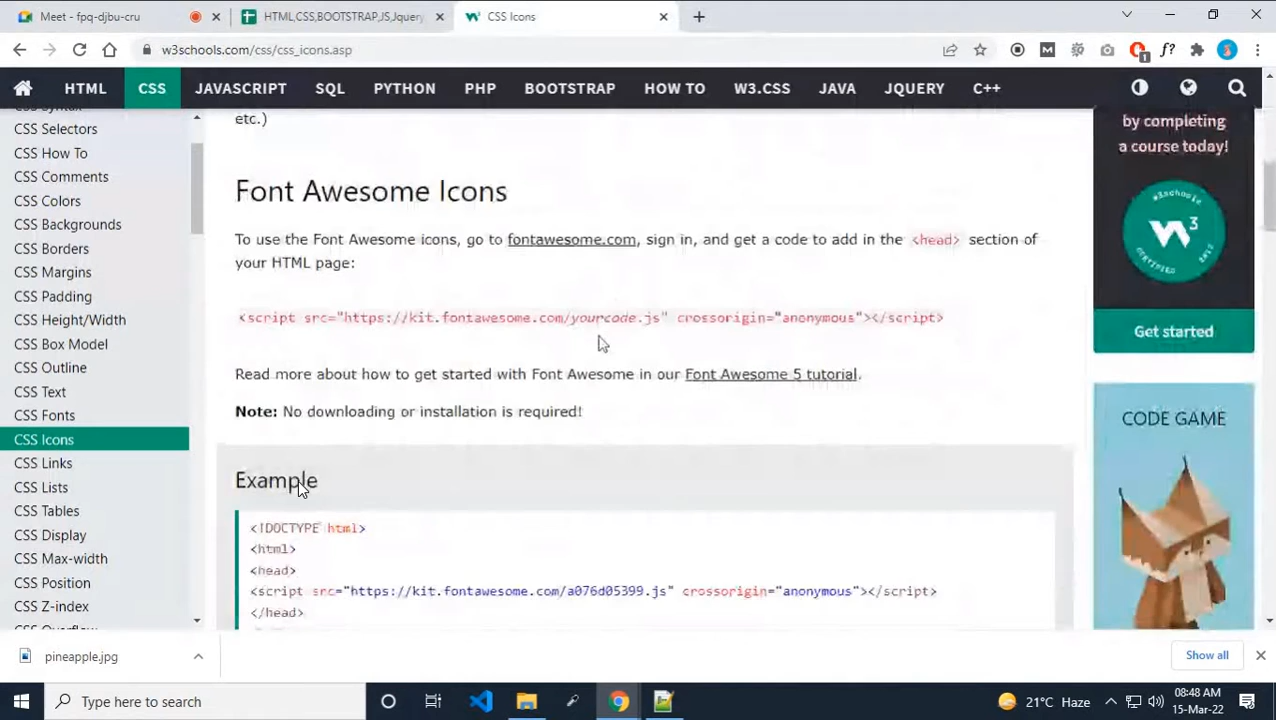 Meet - fpq-djbu-cru
HTML,CSS,BOOTSTRAP,JS,Jquery
CSS Icons
w3schools.com/css/css_icons.asp
HTML CSS JAVASCRIPT SQL PYTHON PHP BOOTSTRAP HOW TO W3.CSS JAVA JQUERY C++
CSS Selectors
CSS How To
CSS Comments
CSS Colors
CSS Backgrounds
CSS Borders
CSS Margins
CSS Padding
CSS Height/Width
CSS Box Model
CSS Outline
CSS Text
CSS Fonts
CSS Icons
CSS Links
CSS Lists
CSS Tables
CSS Display
CSS Max-width
CSS Position
CSS Z-index
etc.)
Font Awesome Icons
To use the Font Awesome icons, go to fontawesome.com, sign in, and get a code to add in the <head> section of
your HTML page:
<script src="https://kit.fontawesome.com/yourcode.js" crossorigin="anonymous"></script>
Read more about how to get started with Font Awesome in our Font Awesome 5 tutorial.
Note: No downloading or installation is required!
Example
<!DOCTYPE html>
<html>
<head>
<script src="https://kit.fontawesome.com/a076d05399.js" crossorigin="anonymous"></script>
</head>
by completing
a course today!
w3schools
CERTIFIED
Get started
CODE GAME
pineapple.jpg
Show all
Type here to search
21°C Haze
08:48 AM
15-Mar-22